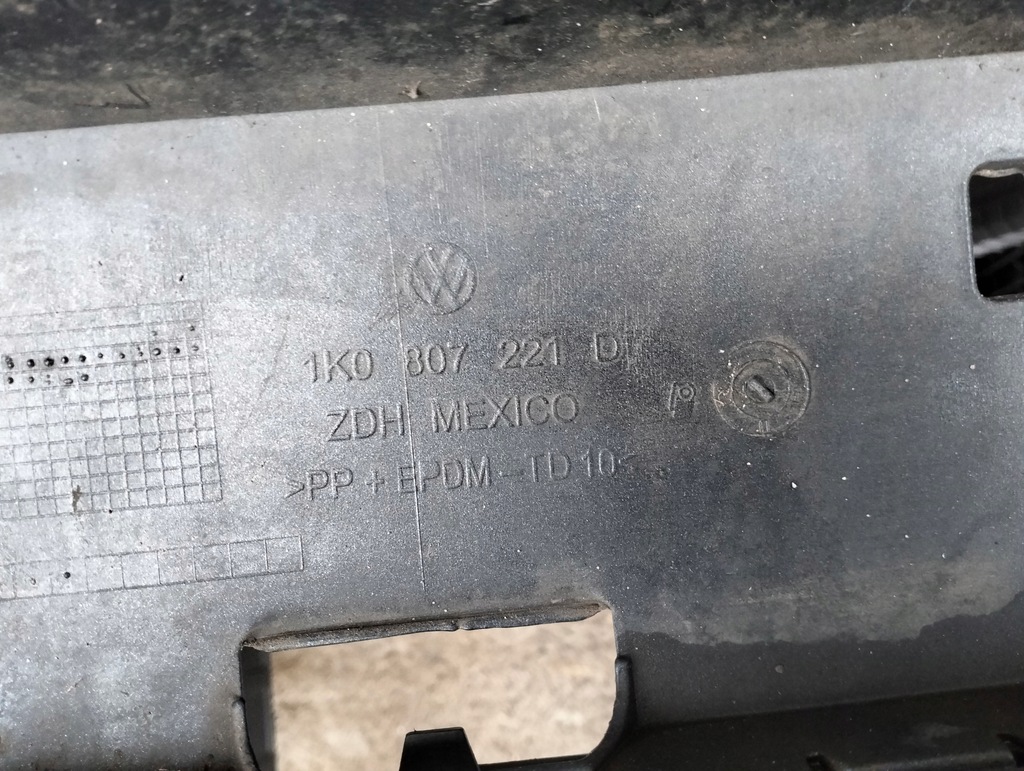 1K0 807 221 D
ZDH MEXICO
>PP + EPDM - TD 10<